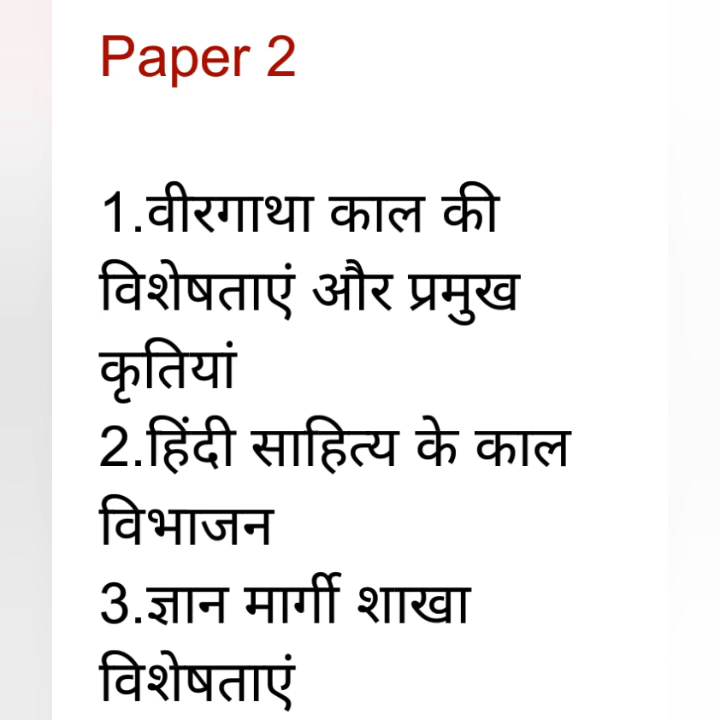 Paper 2
1.वीरगाथा काल की
विशेषताएं और प्रमुख
कृतियां
2.हिंदी साहित्य के काल
विभाजन
3.ज्ञान मार्गी शाखा
विशेषताएं